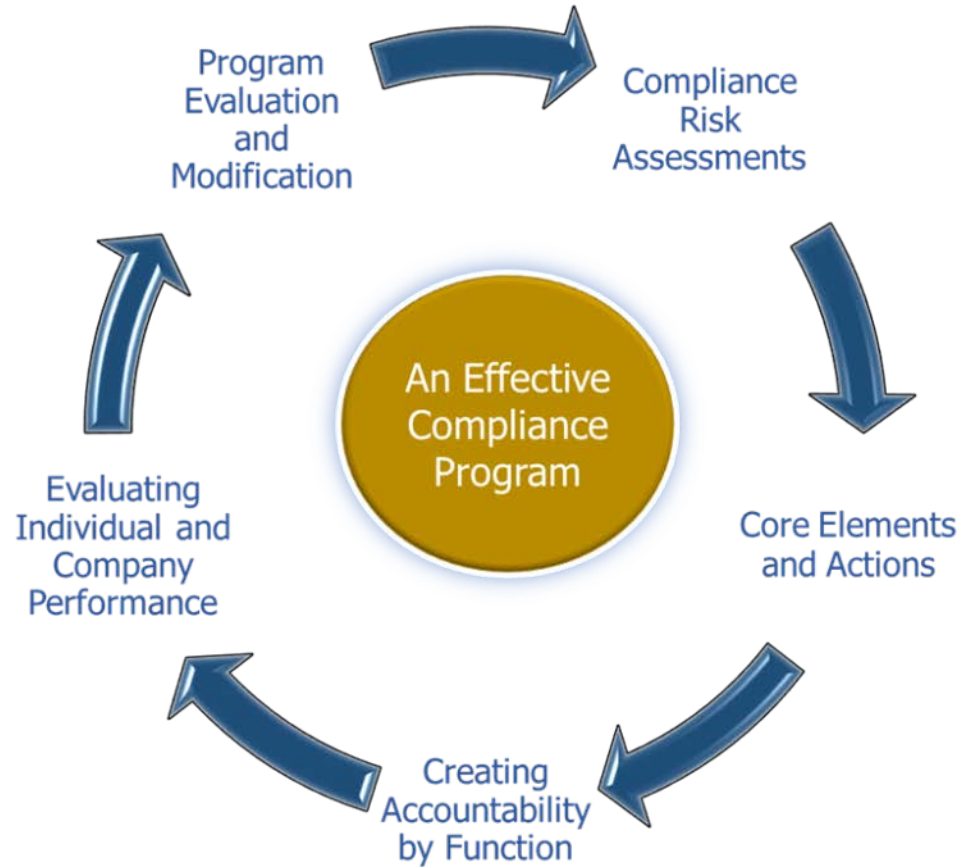 Program
Evaluation
and
Modification
Compliance
Risk
Assessments
An Effective
Compliance
Program
Core Elements
and Actions
Creating
Accountability
by Function
Evaluating
Individual and
Company
Performance